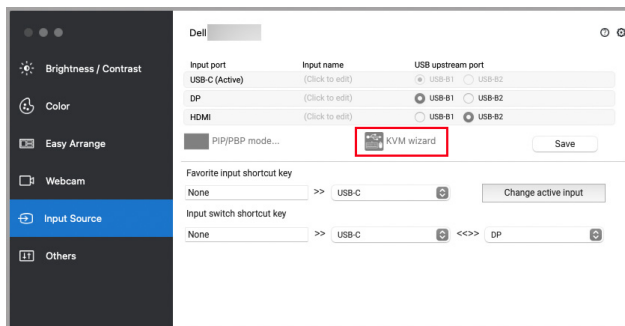 Dell
Brightness / Contrast
Color
Easy Arrange
Webcam
Input Source
Others
Input port Input name USB upstream port
USB-C (Active) (Click to edit) USB-B1 USB-B2
DP (Click to edit) USB-B1 USB-B2
HMDI (Click to edit) USB-B1 USB-B2
PIP/PBP mode... KVM wizard Save
Favorite input shortcut key
None >> USB-C Change active input
Input switch shortcut key
None >> USB-C <<>> DP